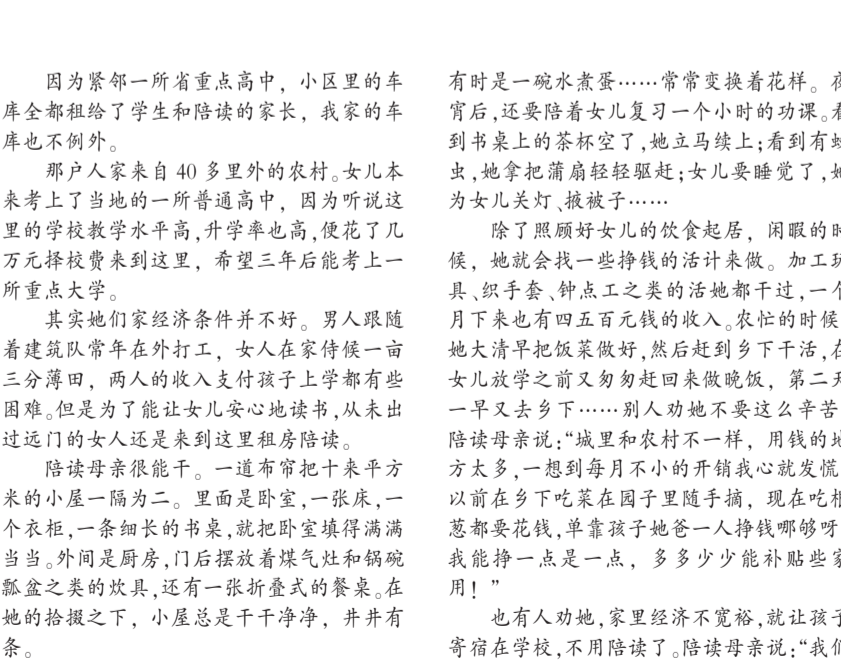 因为紧邻一所省重点高中，小区里的车
库全都租给了学生和陪读的家长，我家的车
库也不例外。
那户人家来自 40 多里外的农村。女儿本
来考上了当地的一所普通高中，因为听说这
里的学校教学水平高,升学率也高,便花了几
万元择校费来到这里，希望三年后能考上一
所重点大学。
其实她们家经济条件并不好。男人跟随
着建筑队常年在外打工，女人在家侍候一亩
三分薄田，两人的收入支付孩子上学都有些
困难。但是为了能让女儿安心地读书,从未出
过远门的女人还是来到这里租房陪读。
陪读母亲很能干。一道布帘把十来平方
米的小屋一隔为二。里面是卧室,一张床,一
个衣柜,一条细长的书桌,就把卧室填得满满
当当。外间是厨房,门后摆放着煤气灶和锅碗
瓢盆之类的炊具,还有一张折叠式的餐桌。在
她的拾掇之下，小屋总是干干净净，井井有
条。
有时是一碗水煮蛋……常常变换着花样。
宵后,还要陪着女儿复习一个小时的功课。看
到书桌上的茶杯空了,她立马续上;看到有蚊
虫,她拿把蒲扇轻轻驱赶;女儿要睡觉了,她
为女儿关灯、掖被子……
除了照顾好女儿的饮食起居，闲暇的时
候，她就会找一些挣钱的活计来做。加工玩
具、织手套、钟点工之类的活她都干过,一个
月下来也有四五百元钱的收入。农忙的时候
她大清早把饭菜做好,然后赶到乡下干活,在
女儿放学之前又匆匆赶回来做晚饭，第二天
一早又去乡下……别人劝她不要这么辛苦
陪读母亲说:“城里和农村不一样，用钱的地
方太多,一想到每月不小的开销我心就发慌
以前在乡下吃菜在园子里随手摘，现在吃根
葱都要花钱,单靠孩子她爸一人挣钱哪够呀
我能挣一点是一点，多多少少能补贴些家
用！”
也有人劝她,家里经济不宽裕,就让孩子
寄宿在学校,不用陪读了。陪读母亲说:“我们